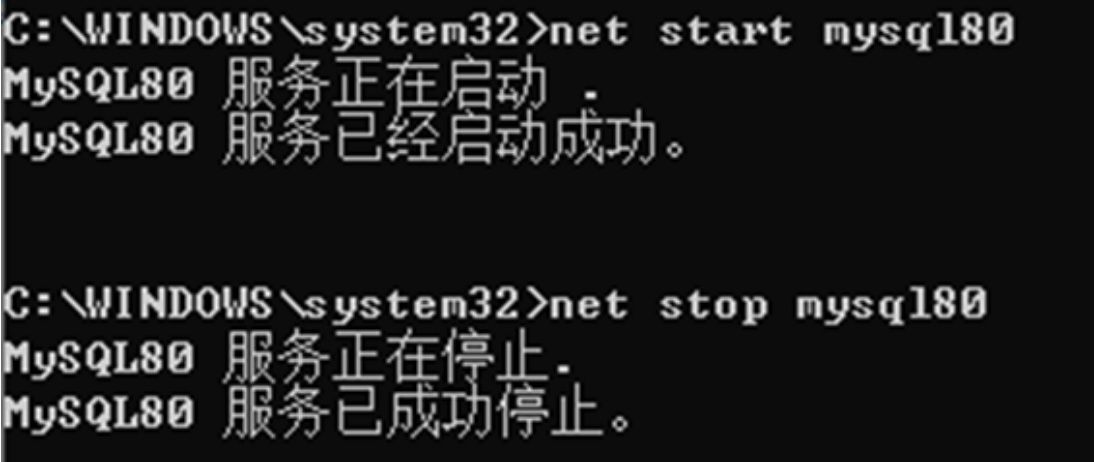 C:\WINDOWS\system32>net start mysql80
MySQL80 服务正在启动 .
MySQL80 服务已经启动成功。
C:\WINDOWS\system32>net stop mysql80
MySQL80 服务正在停止.
MySQL80 服务已成功停止。